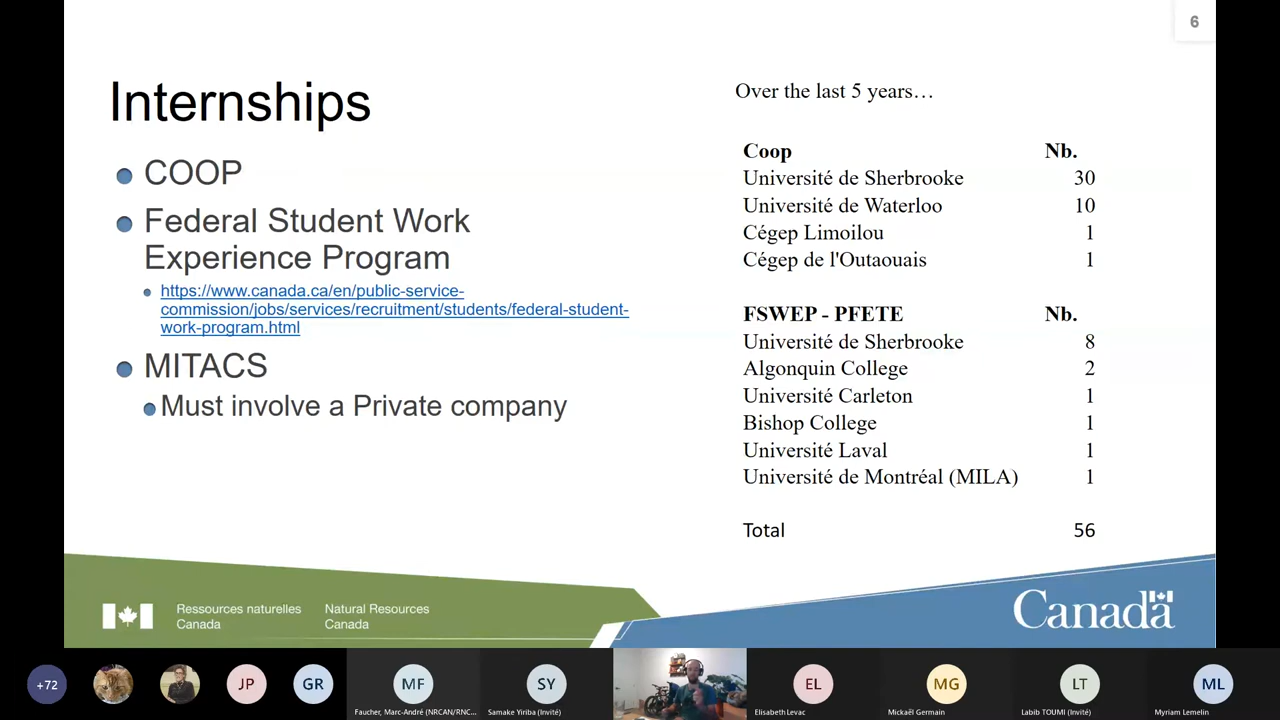 6
Internships
COOP
Federal Student Work
Experience Program
https://www.canada.ca/en/public-service-
commission/jobs/services/recruitment/students/federal-student-
work-program.html
MITACS
Must involve a Private company
Over the last 5 years…
Coop Nb.
Université de Sherbrooke 30
Université de Waterloo 10
Cégep Limoilou 1
Cégep de l'Outaouais 1
FSWEP - PFETE Nb.
Université de Sherbrooke 8
Algonquin College 2
Université Carleton 1
Bishop College 1
Université Laval 1
Université de Montréal (MILA) 1
Total 56
Ressources naturelles Natural Resources
Canada Canada
Canada
+72 JP GR MF SY EL MG LT ML
Faucher, Marc-André (NRCAN/RNC... Samake Yiriba (Invité) Elisabeth Levac Mickaël Germain Labib TOUMI (Invité) Myriam Lemelin